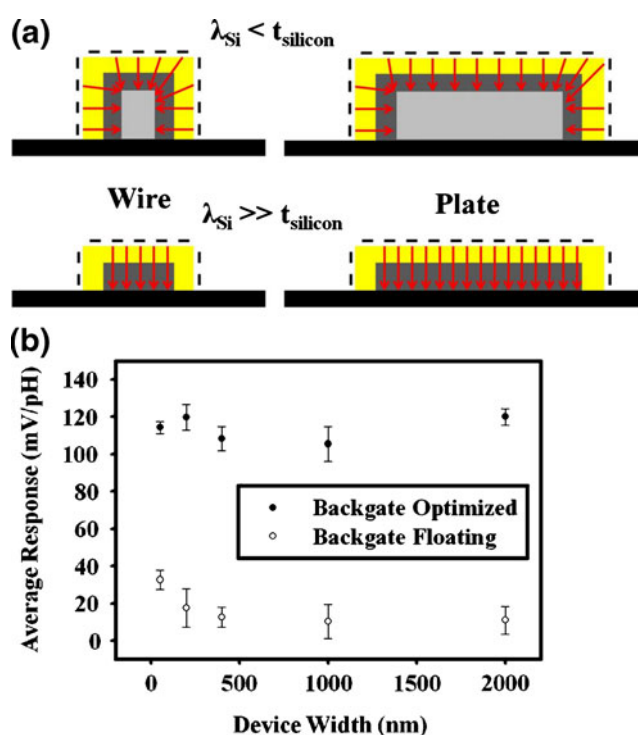 (a)
λSi < tsilicon
Wire
Plate
λSi >> tsilicon
(b)
Average Response (mV/pH)
140
120
100
80
60
40
20
0
Backgate Optimized
Backgate Floating
0 500 1000 1500 2000
Device Width (nm)